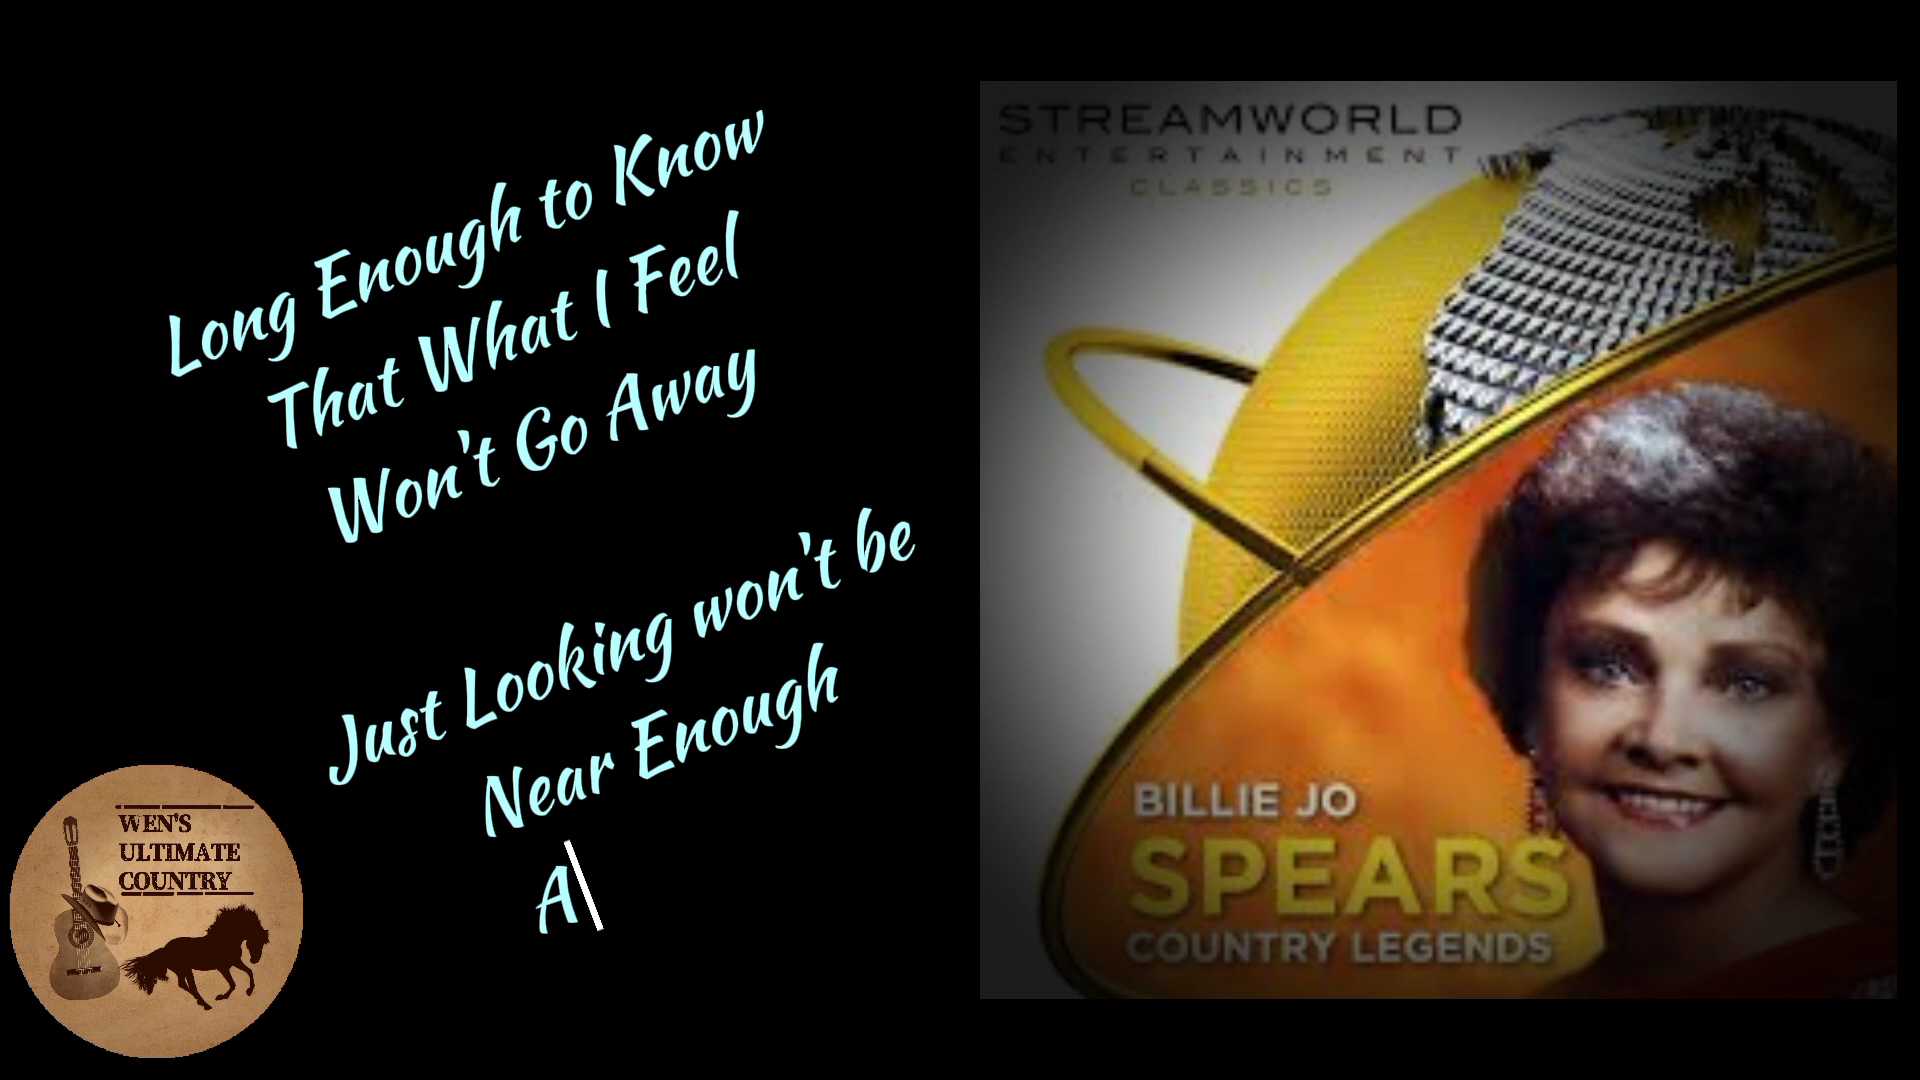 Long Enough to Know
That What I Feel
Won't Go Away
Just Looking won't be
Near Enough
A
WEN'S
ULTIMATE
COUNTRY
STREAMWORLD
ENTERTAINMENT
CLASSICS
BILLIE JO
SPEARS
COUNTRY LEGENDS